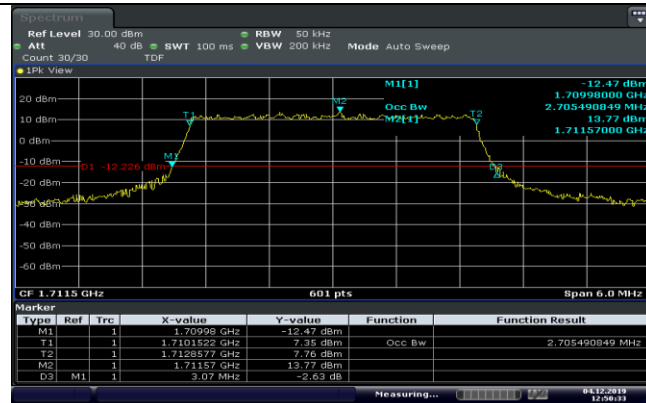 Spectrum
Ref Level 30.00 dBm RBW 50 kHz
Att 40 dB SWT 100 ms VBW 200 kHz Mode Auto Sweep
Count 30/30 TDF
1Pk View
M1[1] -12.47 dBm
1.70998000 GHz
20 dBm M2 Occ Bw 2.705490849 MHz
10 dBm T1 T2 M2[1] 13.77 dBm
1.71157000 GHz
0 dBm
-10 dBm M1
D1 -12.226 dBm D3
-20 dBm
-30 dBm
-40 dBm
-50 dBm
-60 dBm
CF 1.7115 GHz 601 pts Span 6.0 MHz
Marker
Type Ref Trc X-value Y-value Function Function Result
M1 1 1.70998 GHz -12.47 dBm
T1 1 1.7101522 GHz 7.35 dBm Occ Bw 2.705490849 MHz
T2 1 1.7128577 GHz 7.76 dBm
M2 1 1.71157 GHz 13.77 dBm
D3 M1 1 3.07 MHz -2.63 dB
Measuring... 04.12.2019
12:50:33